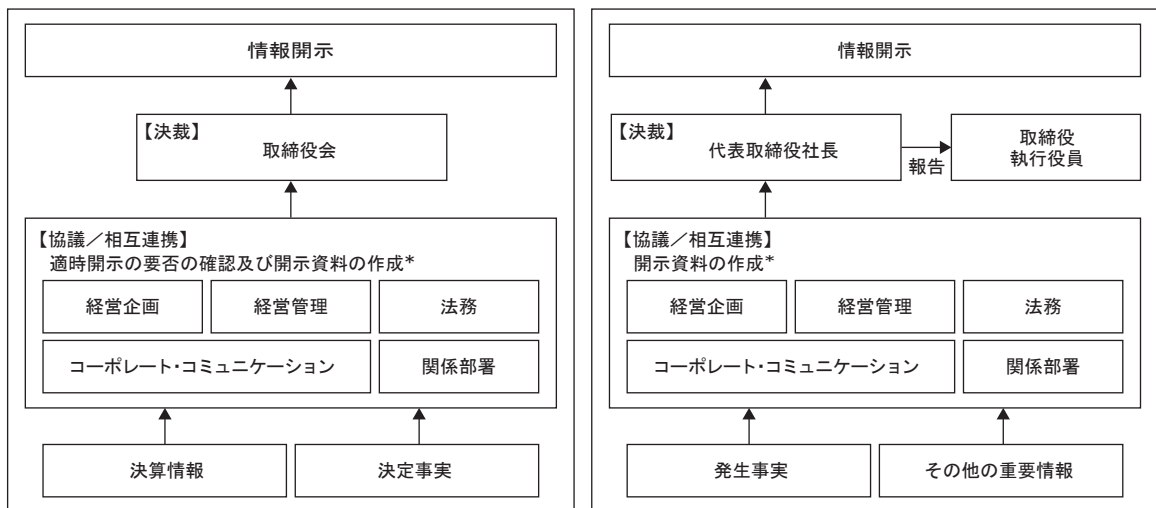 情報開示
【決裁】
取締役会
【協議／相互連携】
適時開示の要否の確認及び開示資料の作成*
経営企画
経営管理
法務
コーポレート・コミュニケーション
関係部署
決算情報
決定事実
情報開示
【決裁】
代表取締役社長
報告
取締役
執行役員
【協議／相互連携】
開示資料の作成*
経営企画
経営管理
法務
コーポレート・コミュニケーション
関係部署
発生事実
その他の重要情報